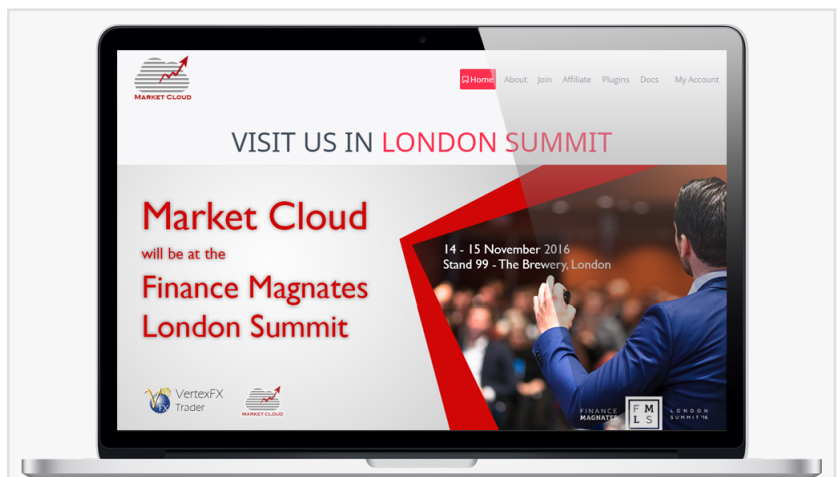 MARKET CLOUD
Home About Join Affiliate Plugins Docs My Account
VISIT US IN LONDON SUMMIT
Market Cloud
will be at the
Finance Magnates
London Summit
14 - 15 November 2016
Stand 99 - The Brewery, London
VertexFX
Trader
FX
MARKET CLOUD
FINANCE
MAGNATES
F M
L S
LONDON
SUMMIT '16